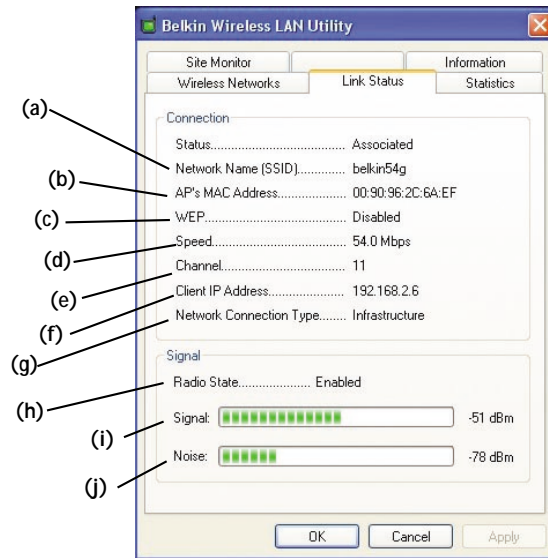 Belkin Wireless LAN Utility
Site Monitor Information
Wireless Networks Link Status Statistics
Connection
Status.............................. Associated
(a) Network Name (SSID)............. belkin54g
(b) AP's MAC Address................ 00:90:96:2C:6A:EF
(c) WEP................................ Disabled
(d) Speed............................... 54.0 Mbps
(e) Channel............................ 11
(f) Client IP Address...................... 192.168.2.6
(g) Network Connection Type........ Infrastructure
Signal
(h) Radio State.................... Enabled
(i) Signal: -51 dBm
(j) Noise: -78 dBm
OK Cancel Apply